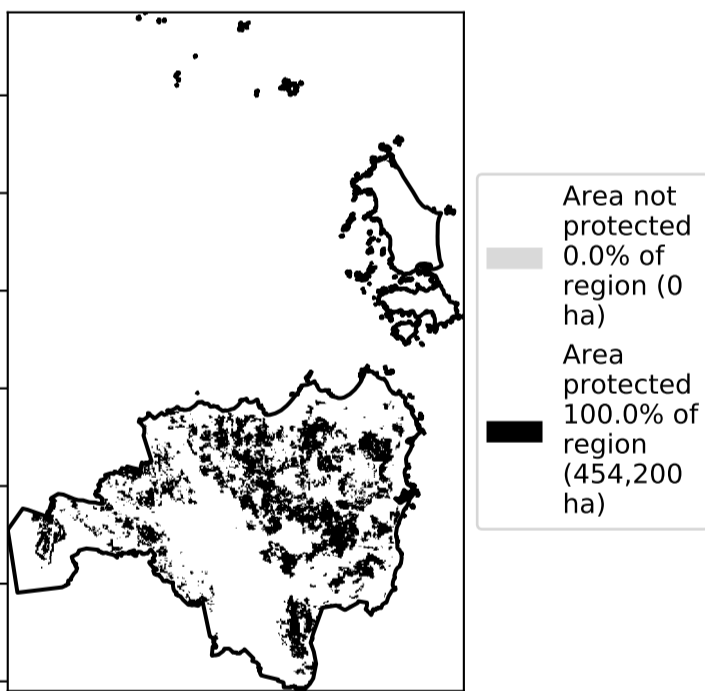 Area not
protected
0.0% of
region (0
ha)
Area
protected
100.0% of
region
(454,200
ha)